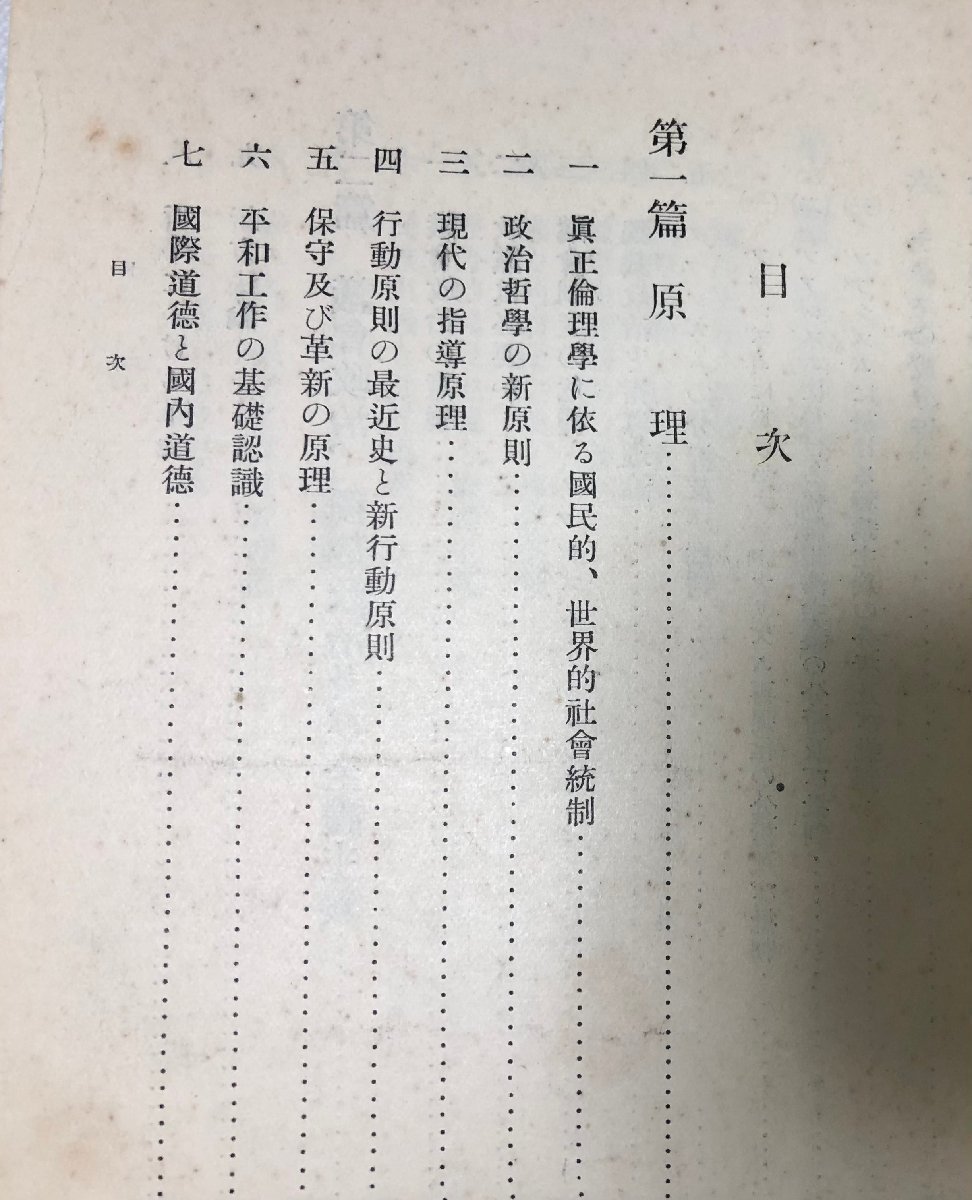 目次
第一篇 原理……………………………
一 眞正倫理學に依る國民的、世界的社會統制……………………
二 政治哲學の新原則……………………………
三 現代の指導原理……………………………
四 行動原則の最近史と新行動原則……………………………
五 保守及び革新の原理……………………………
六 平和工作の基礎認識……………………………
七 國際道德と國內道德……………………………
目次